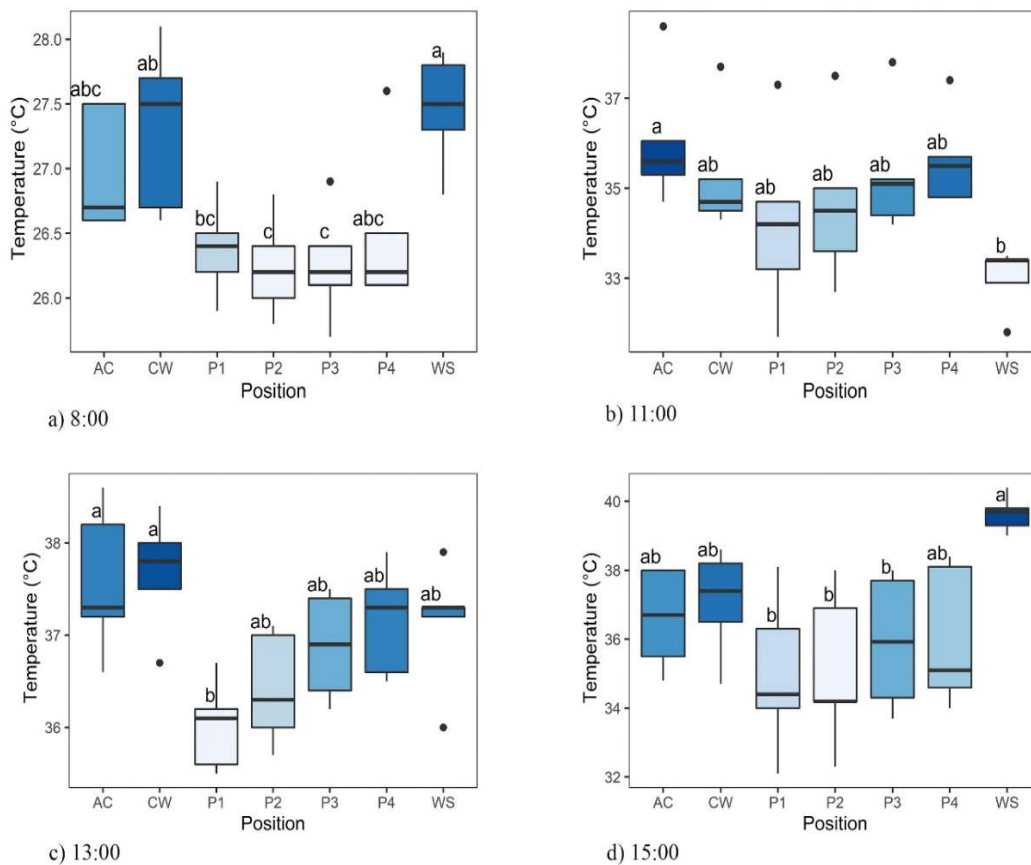 28.0
27.5
27.0
26.5
26.0
Temperature (°C)
abc
ab
bc
c
c
abc
a
AC CW P1 P2 P3 P4 WS
Position
a) 8:00
37
35
33
Temperature (°C)
a
ab
ab
ab
ab
ab
b
AC CW P1 P2 P3 P4 WS
Position
b) 11:00
38
37
36
Temperature (°C)
a
a
b
ab
ab
ab
ab
AC CW P1 P2 P3 P4 WS
Position
c) 13:00
40
38
36
34
32
Temperature (°C)
ab
ab
b
b
b
ab
a
AC CW P1 P2 P3 P4 WS
Position
d) 15:00